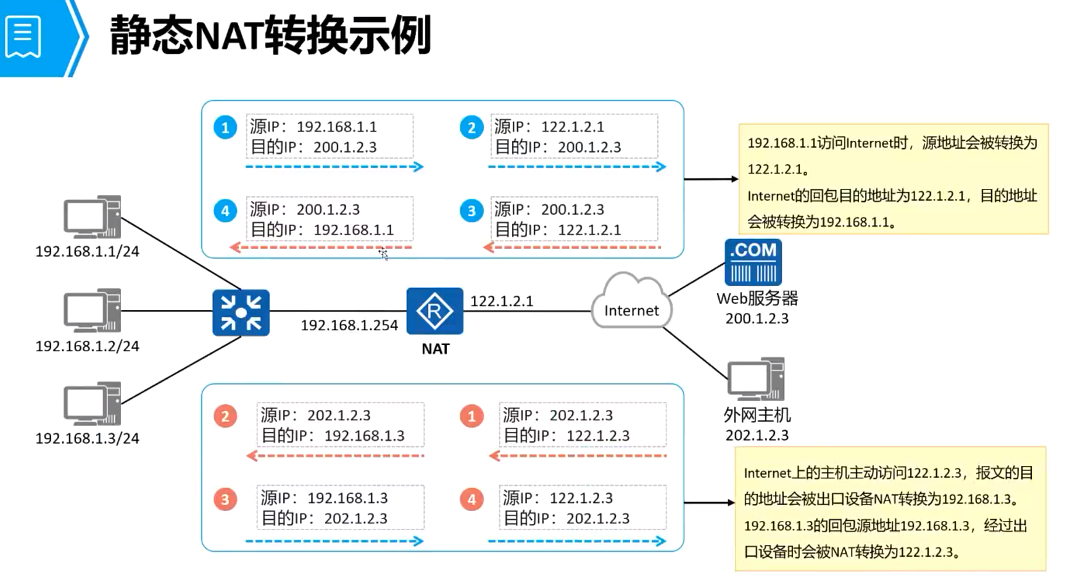 静态NAT转换示例
1
源IP：192.168.1.1
目的IP：200.1.2.3
2
源IP：122.1.2.1
目的IP：200.1.2.3
4
源IP：200.1.2.3
目的IP：192.168.1.1
3
源IP：200.1.2.3
目的IP：122.1.2.1
192.168.1.1访问Internet时，源地址会被转换为
122.1.2.1。
Internet的回包目的地址为122.1.2.1，目的地址
会被转换为192.168.1.1。
192.168.1.1/24
192.168.1.2/24
192.168.1.3/24
192.168.1.254
R
NAT
122.1.2.1
Internet
.COM
Web服务器
200.1.2.3
外网主机
202.1.2.3
2
源IP：202.1.2.3
目的IP：192.168.1.3
1
源IP：202.1.2.3
目的IP：122.1.2.3
3
源IP：192.168.1.3
目的IP：202.1.2.3
4
源IP：122.1.2.3
目的IP：202.1.2.3
Internet上的主机主动访问122.1.2.3，报文的目
的地址会被出口设备NAT转换为192.168.1.3。
192.168.1.3的回包源地址192.168.1.3，经过出
口设备时会被NAT转换为122.1.2.3。